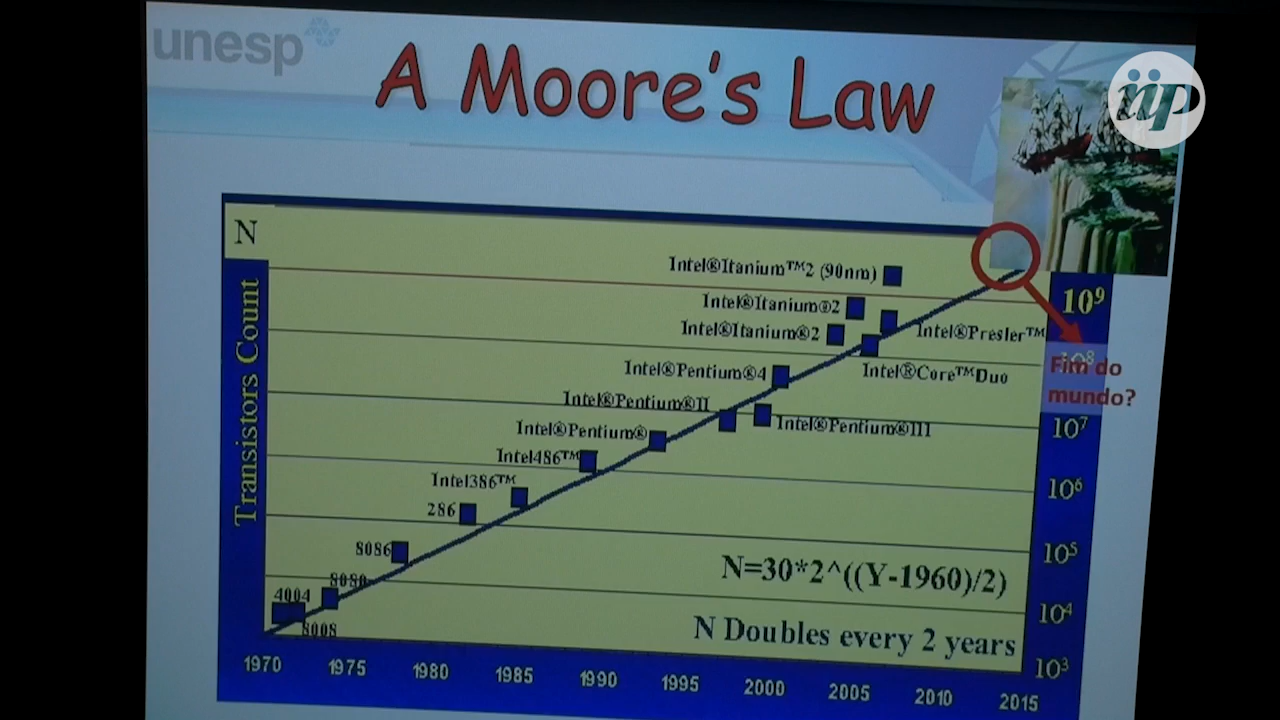 unesp
A Moore's Law
iip
N
Intel®Itanium™2 (90nm)
Intel®Itanium®2
Intel®Itanium®2
Intel®Presler™
Intel®Pentium®4
Intel®Core™Duo
Intel®Pentium®II
Intel®Pentium®III
Intel®Pentium®
Intel486™
Intel386™
286
8086
8080
4004
8008
Transistors Count
N=30*2^((Y-1960)/2)
N Doubles every 2 years
10⁹
10⁸
Fim do
mundo?
10⁷
10⁶
10⁵
10⁴
10³
1970 1975 1980 1985 1990 1995 2000 2005 2010 2015